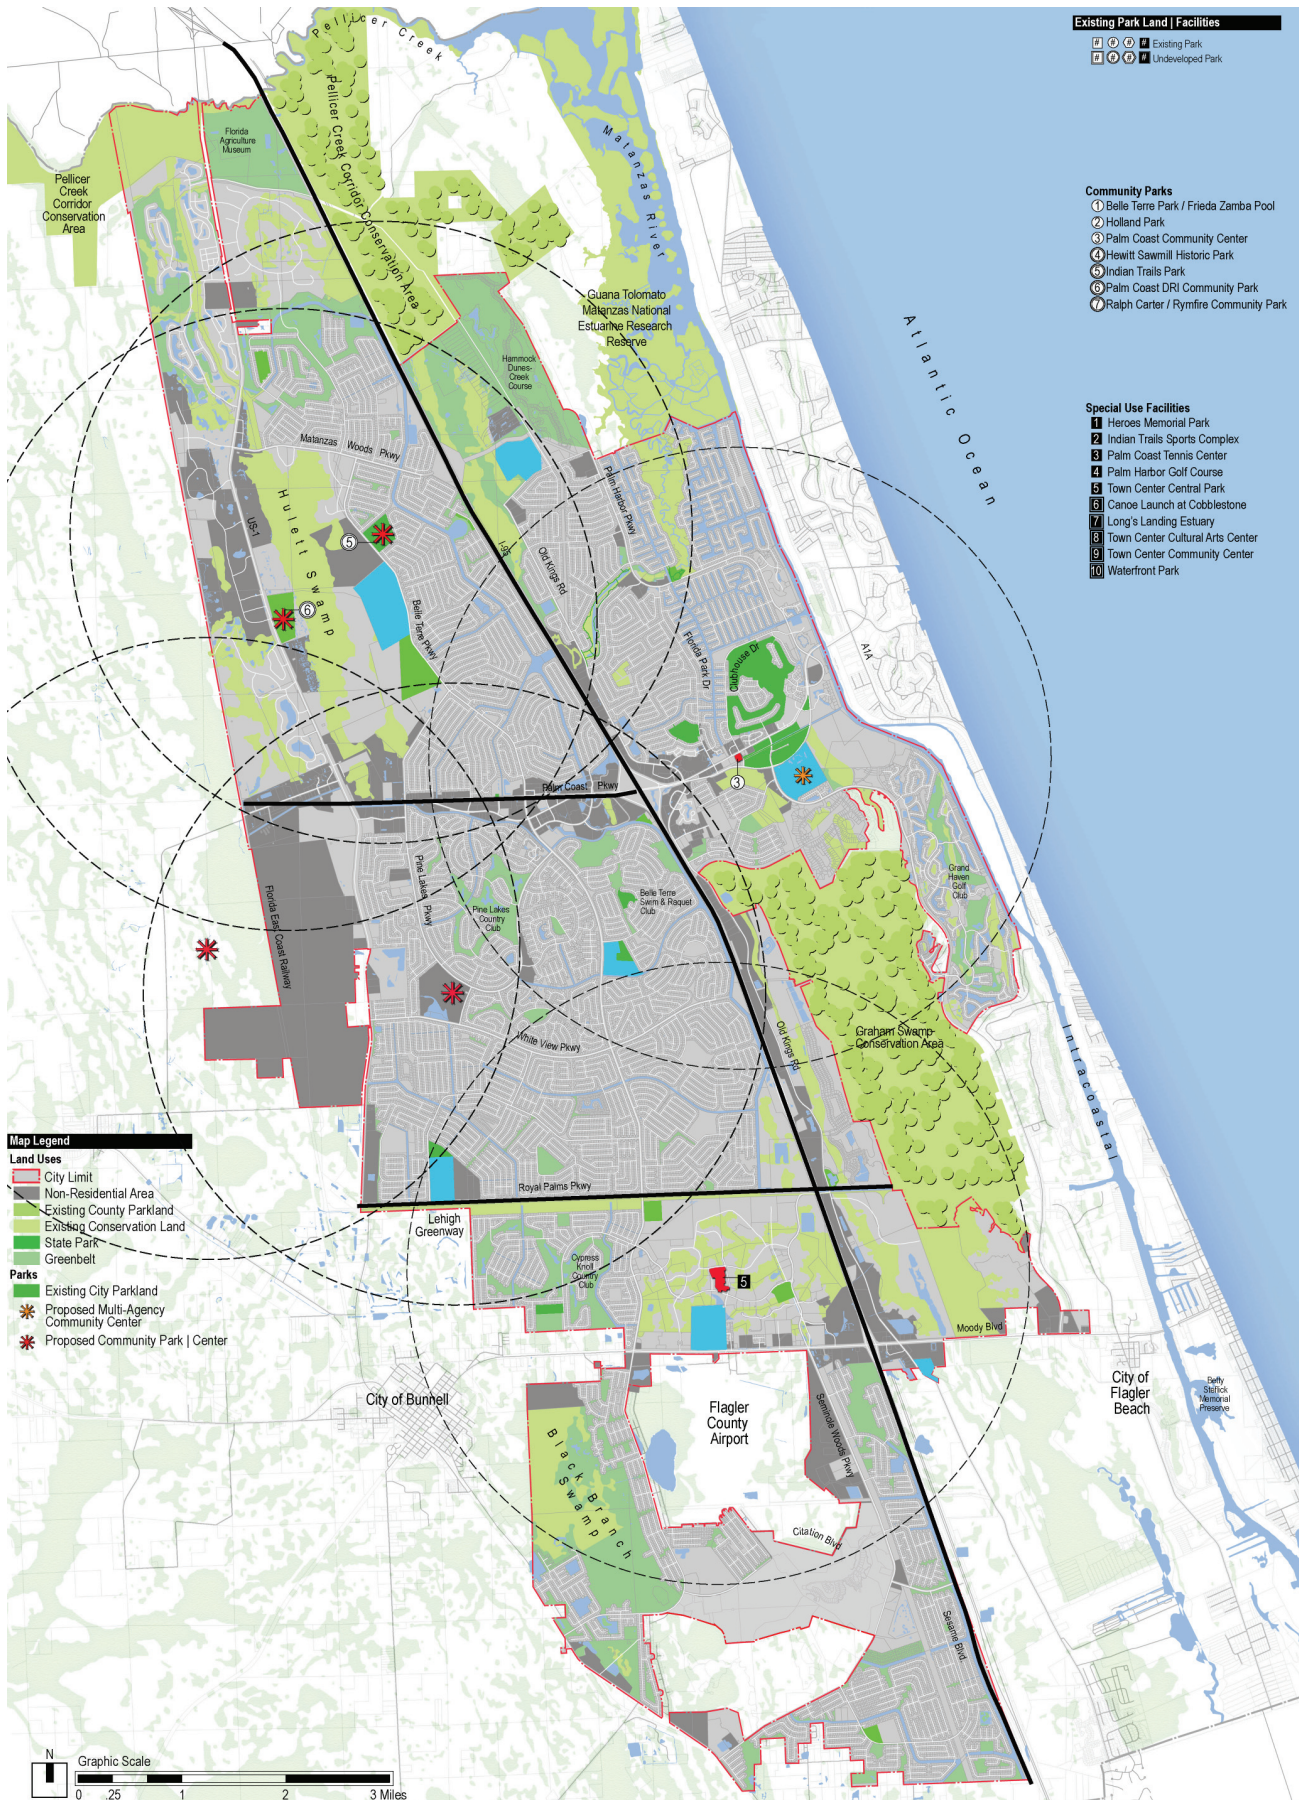 Existing Park Land | Facilities
# # # # Existing Park
# # # # Undeveloped Park
Community Parks
1 Belle Terre Park / Frieda Zamba Pool
2 Holland Park
3 Palm Coast Community Center
4 Hewitt Sawmill Historic Park
5 Indian Trails Park
6 Palm Coast DRI Community Park
7 Ralph Carter / Rymfire Community Park
Special Use Facilities
1 Heroes Memorial Park
2 Indian Trails Sports Complex
3 Palm Coast Tennis Center
4 Palm Harbor Golf Course
5 Town Center Central Park
6 Canoe Launch at Cobblestone
7 Long's Landing Estuary
8 Town Center Cultural Arts Center
9 Town Center Community Center
10 Waterfront Park
Pellicer Creek
Pellicer Creek Corridor Conservation Area
Matanzas River
Florida
Agriculture
Museum
Pellicer
Creek
Corridor
Conservation
Area
Guana Tolomato
Matanzas National
Estuarine Research
Reserve
Atlantic Ocean
Hammock
Dunes-
Creek
Course
Matanzas Woods Pkwy
Palm Harbor Pkwy
Hulett Swamp
US-1
I-95
Old Kings Rd
5
6
Belle Terre Pkwy
Florida Park Dr
Clubhouse Dr
A1A
3
Palm Coast Pkwy
Pine Lakes Pkwy
Florida East Coast Railway
Pine Lakes
Country
Club
Belle Terre
Swim & Raquet
Club
Grand
Haven
Golf
Club
White View Pkwy
Old Kings Rd
Graham Swamp
Conservation Area
Intracoastal
Map Legend
Land Uses
City Limit
Non-Residential Area
Existing County Parkland
Existing Conservation Land
State Park
Greenbelt
Parks
Existing City Parkland
Proposed Multi-Agency
Community Center
Proposed Community Park | Center
Royal Palms Pkwy
Lehigh
Greenway
Cypress
Knoll
Country
Club
5
Moody Blvd
City of Bunnell
Flagler
County
Airport
Seminole Woods Pkwy
City of
Flagler
Beach
Betty
Steflick
Memorial
Preserve
Black Branch
Swamp
Citation Blvd
Sesame Blvd
N
Graphic Scale
0 .25 1 2 3 Miles